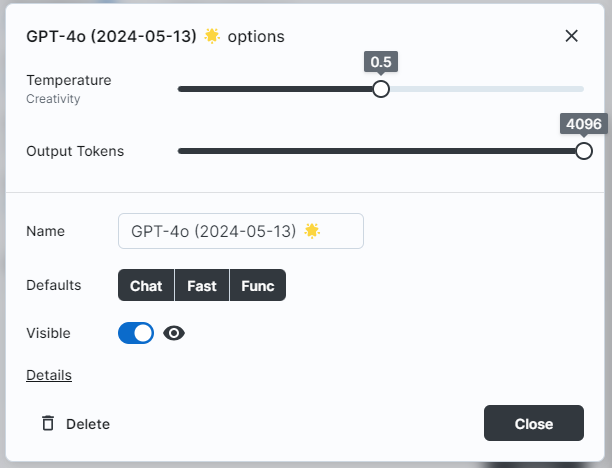 GPT-4o (2024-05-13) 🌟 options
0.5
Temperature
Creativity
4096
Output Tokens
Name GPT-4o (2024-05-13) 🌟
Defaults Chat Fast Func
Visible
Details
Delete Close